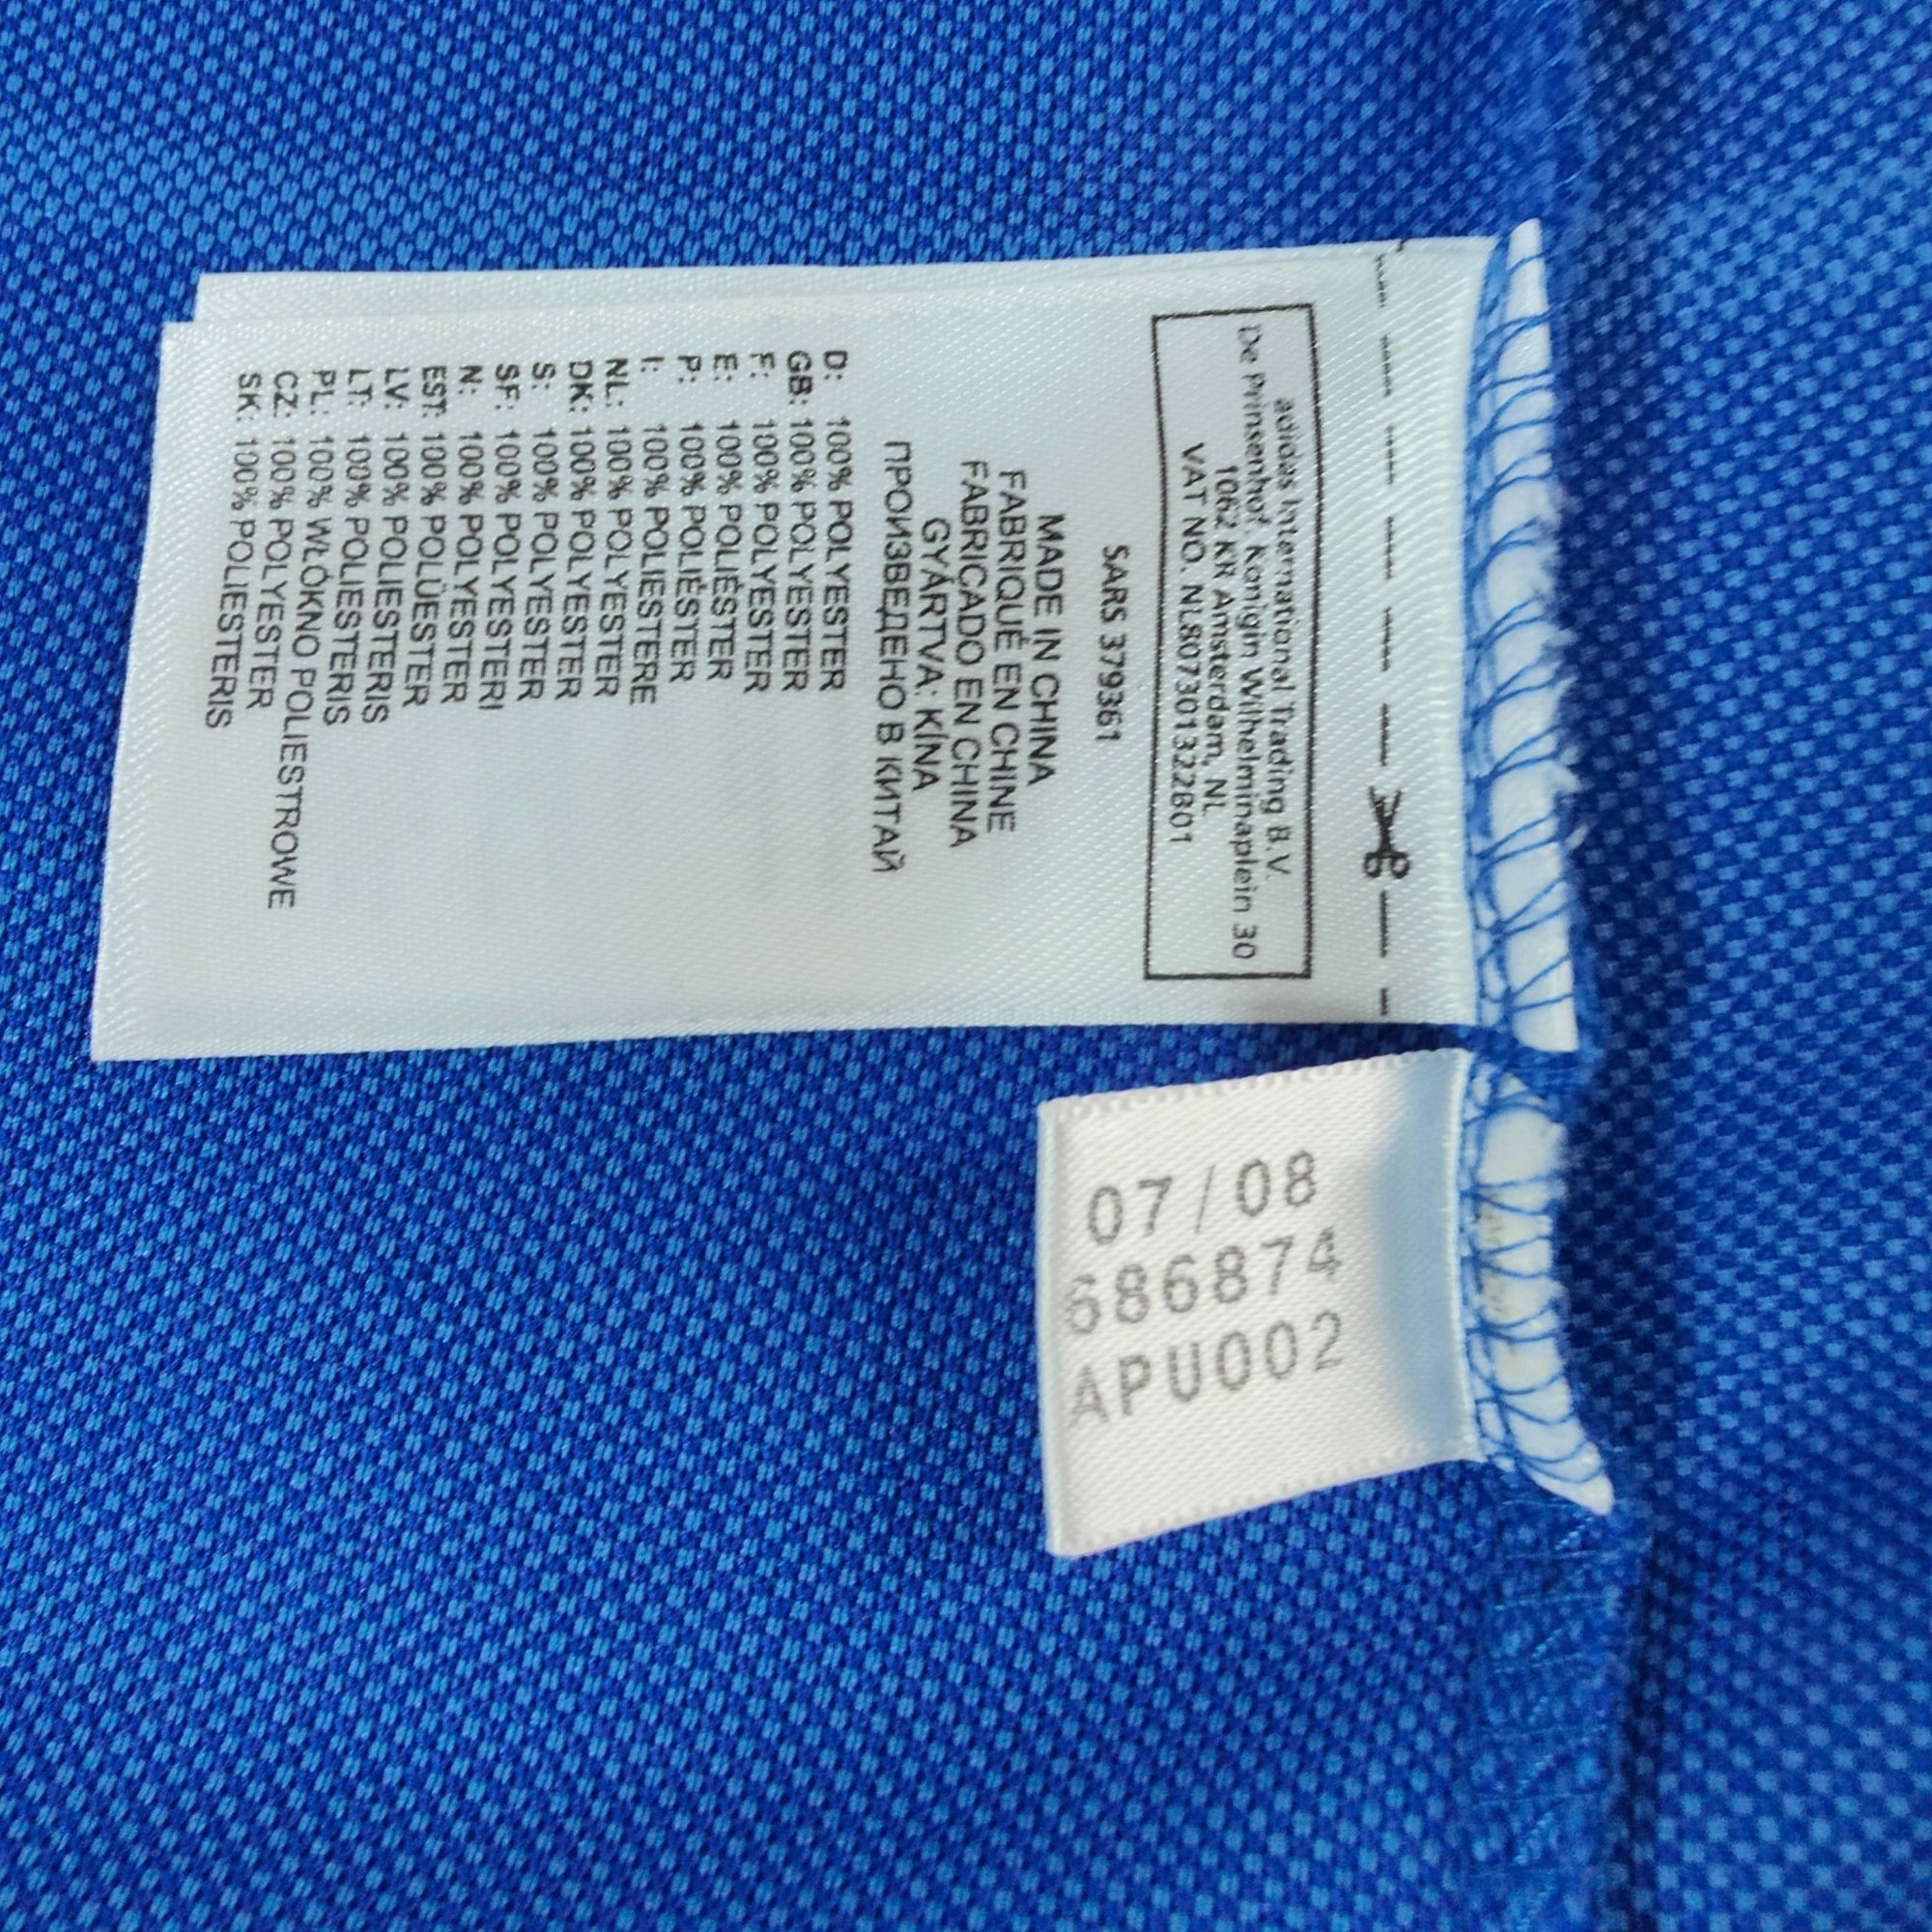 adidas International Trading B.V.
De Prinsenhof, Konigin Wilhelminaplein 30
1062 KR Amsterdam, NL
VAT NO. NL807301322B01
SARS 379361
MADE IN CHINA
FABRIQUÉ EN CHINE
FABRICADO EN CHINA
GYÁRTVA: KÍNA
ПРОИЗВЕДЕНО В КИТАЙ
D: 100% POLYESTER
GB: 100% POLYESTER
F: 100% POLYESTER
E: 100% POLIÉSTER
P: 100% POLIÉSTER
I: 100% POLIESTERE
NL: 100% POLYESTER
DK: 100% POLYESTER
S: 100% POLYESTER
SF: 100% POLYESTERI
N: 100% POLYESTER
EST: 100% POLÜESTER
LV: 100% POLIESTERIS
LT: 100% POLIESTERIS
PL: 100% WŁÓKNO POLIESTROWE
CZ: 100% POLYESTER
SK: 100% POLIESTERIS
07/08
686874
APU002